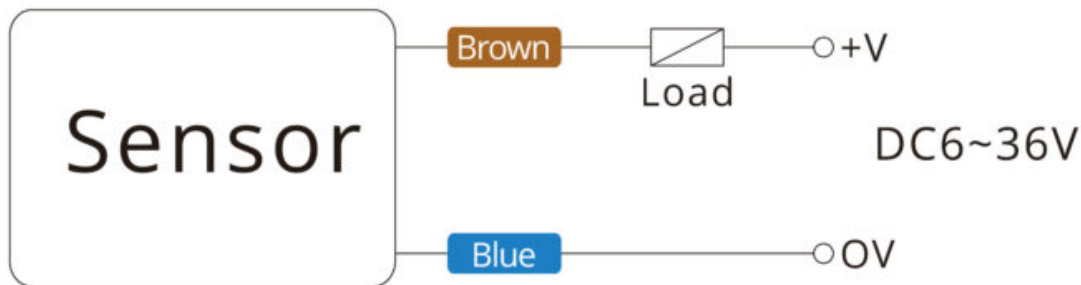 Brown
+V
Load
Sensor
DC6~36V
Blue
0V